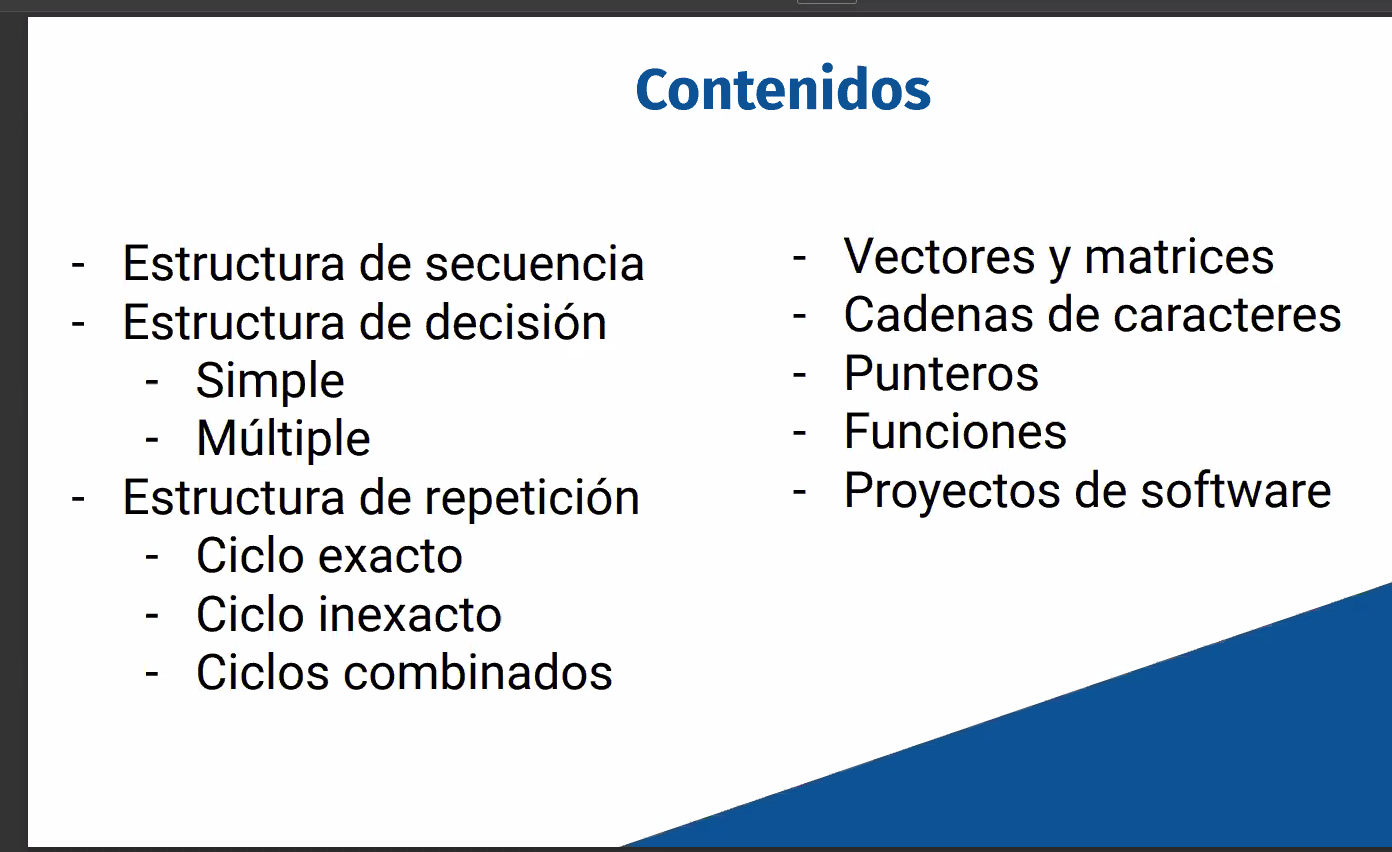 Contenidos
- Estructura de secuencia
- Estructura de decisión
- Simple
- Múltiple
- Estructura de repetición
- Ciclo exacto
- Ciclo inexacto
- Ciclos combinados
- Vectores y matrices
- Cadenas de caracteres
- Punteros
- Funciones
- Proyectos de software